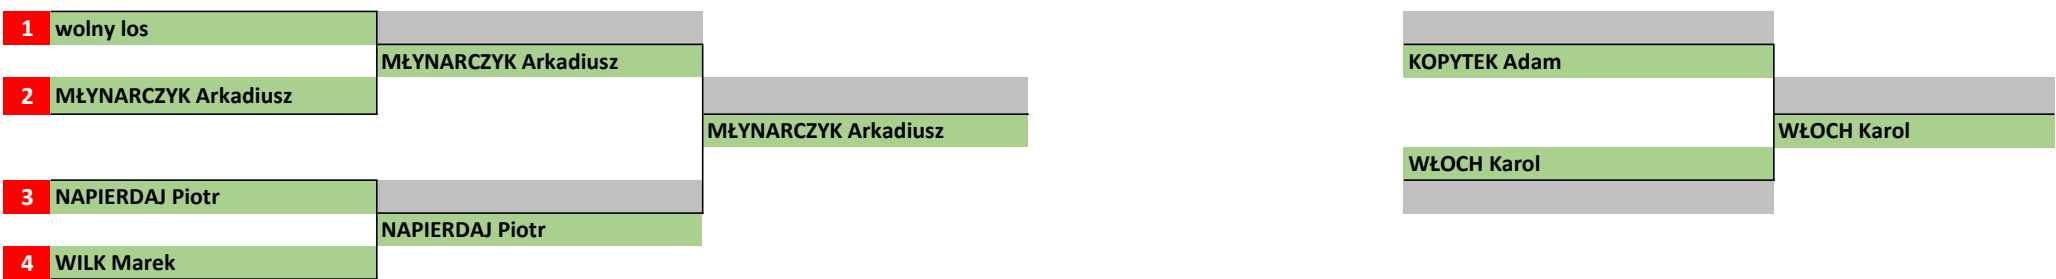 1 wolny los
MŁYNARCZYK Arkadiusz
KOPYTEK Adam
2 MŁYNARCZYK Arkadiusz
MŁYNARCZYK Arkadiusz
WŁOCH Karol
WŁOCH Karol
3 NAPIERDAJ Piotr
NAPIERDAJ Piotr
4 WILK Marek